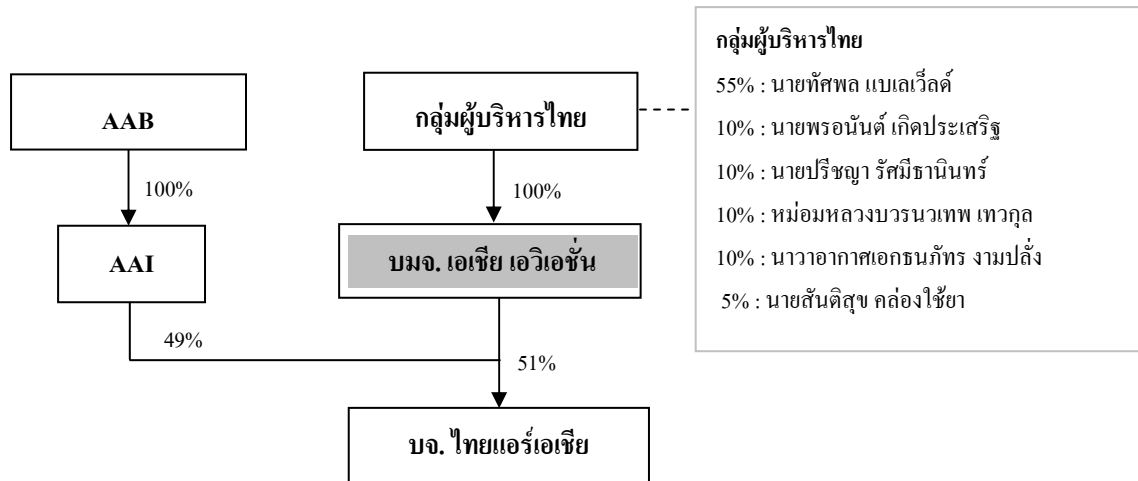 กลุ่มผู้บริหารไทย
55% : นายทัศพล แบเลเว็ลด์
10% : นายพรอนันต์ เกิดประเสริฐ
10% : นายปรีชญา รัศมีธานินทร์
10% : หม่อมหลวงบวรนวเทพ เทวกุล
10% : นาวาอากาศเอกธนภัทร งามปลั่ง
5% : นายสันติสุข คล่องใช้ยา
AAB
กลุ่มผู้บริหารไทย
100%
100%
AAI
บมจ. เอเชีย เอวิเอชั่น
49%
51%
บจ. ไทยแอร์เอเชีย